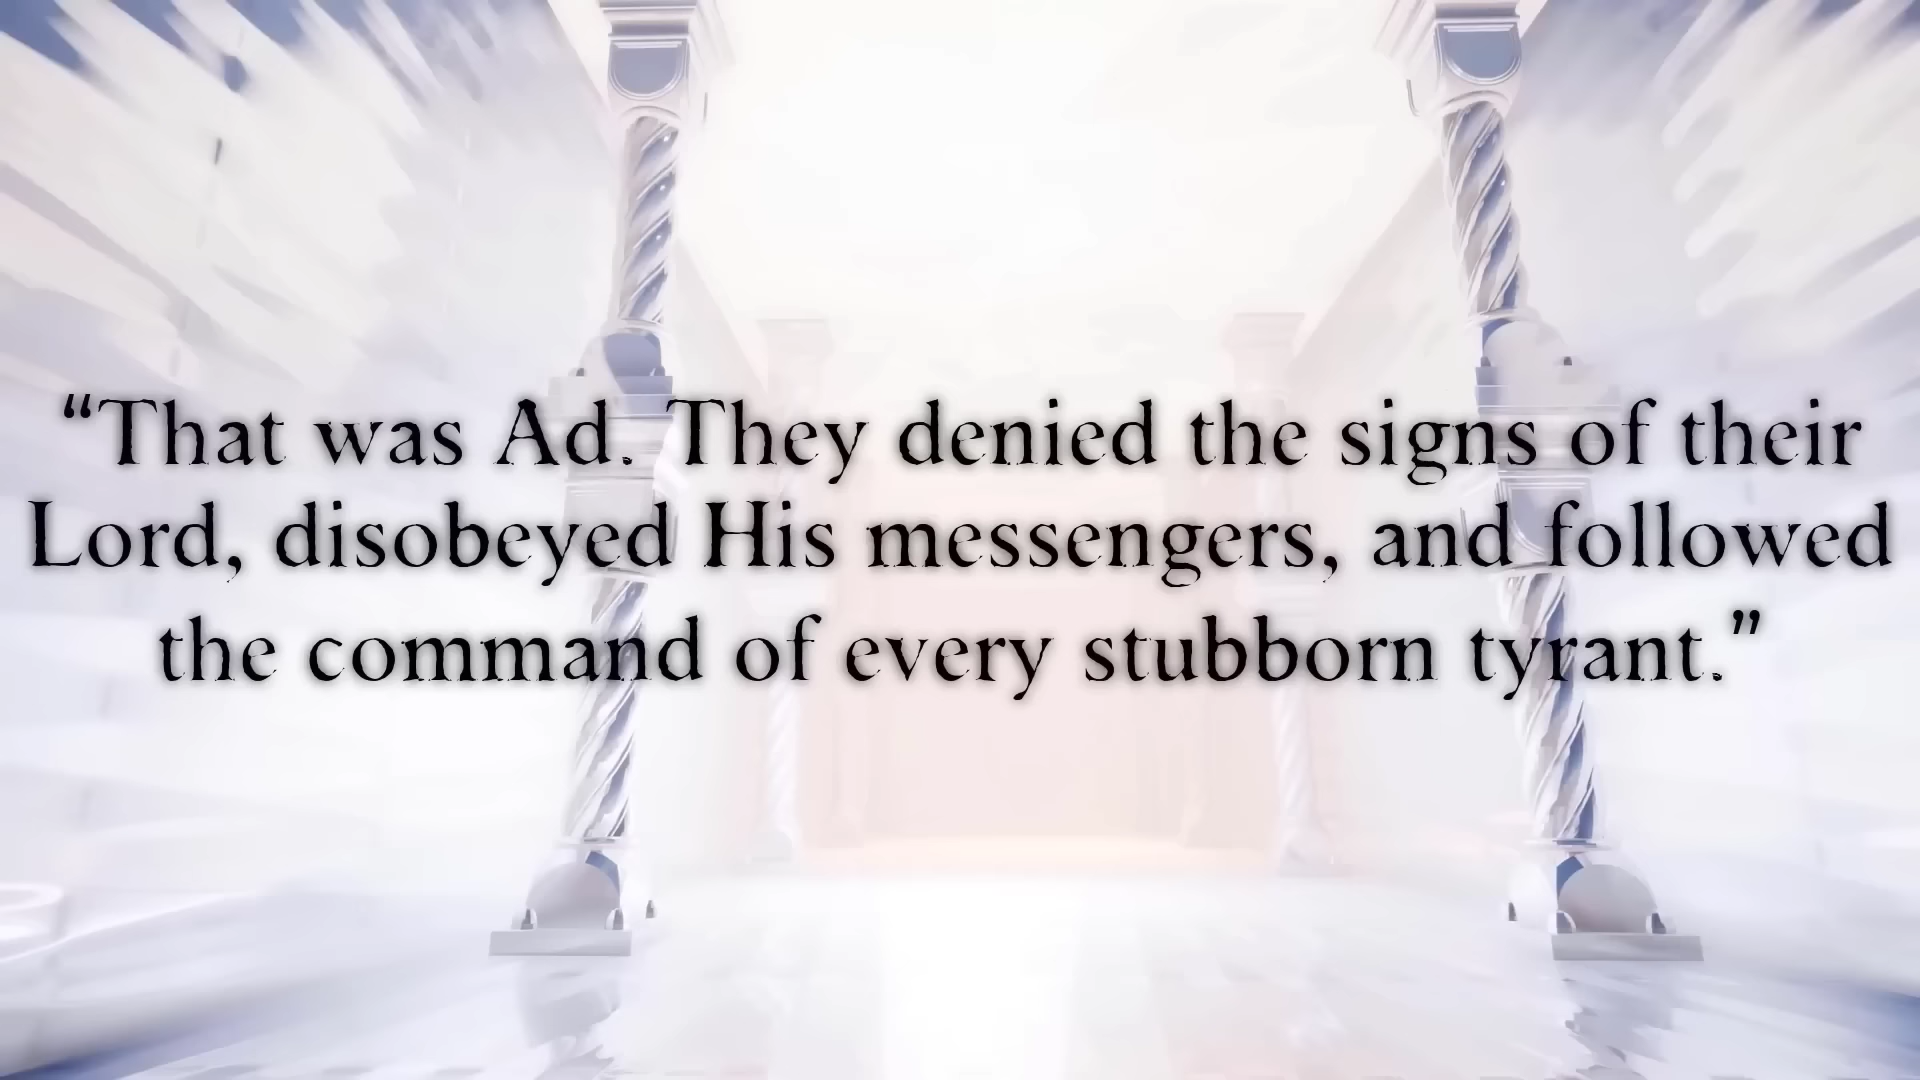 “That was Ad. They denied the signs of their
Lord, disobeyed His messengers, and followed
the command of every stubborn tyrant.”